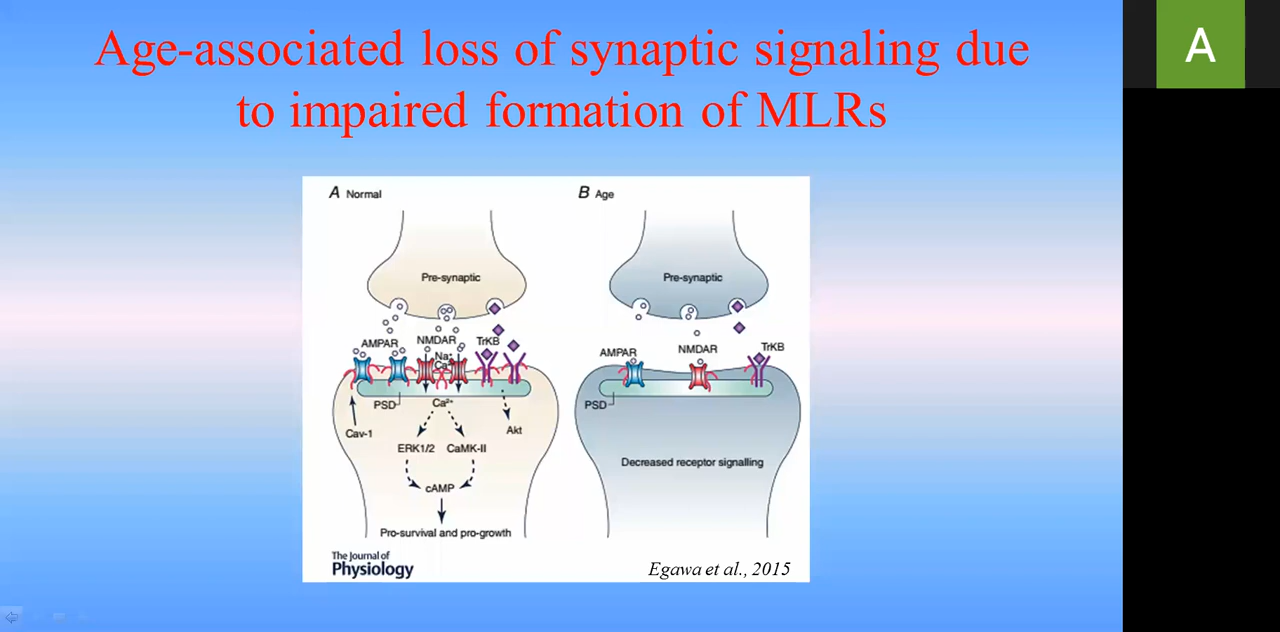 Age-associated loss of synaptic signaling due
to impaired formation of MLRs
A
A Normal
B Age
Pre-synaptic
Pre-synaptic
AMPAR
NMDAR
TrKB
Na⁺
Ca²⁺
PSD
Ca²⁺
Cav-1
Akt
ERK1/2
CaMK-II
cAMP
Pro-survival and pro-growth
AMPAR
NMDAR
TrKB
PSD
Decreased receptor signalling
The Journal of
Physiology
Egawa et al., 2015